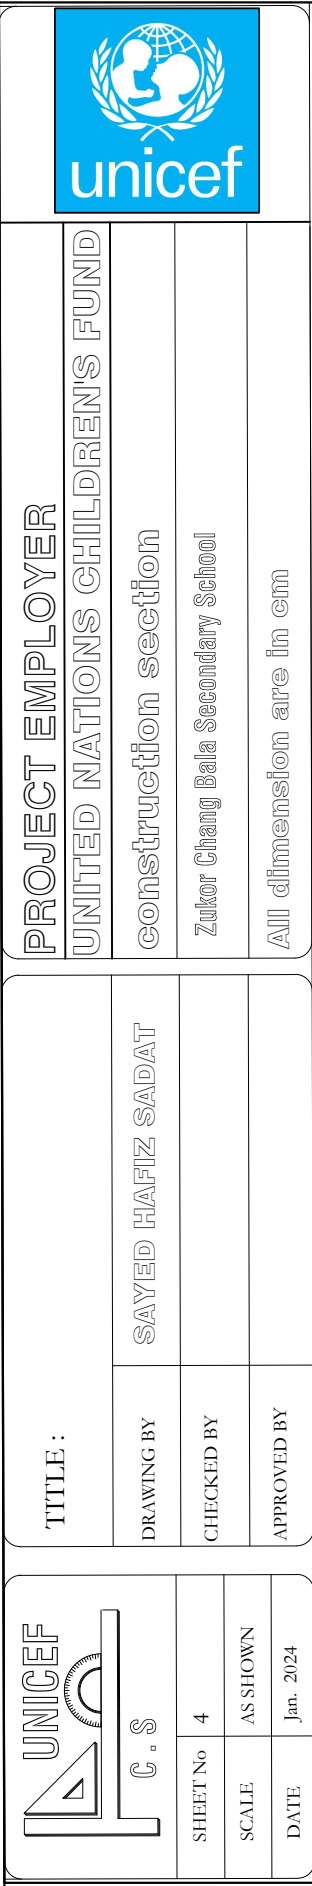 unicef
PROJECT EMPLOYER
UNITED NATIONS CHILDREN'S FUND
construction section
Zukor Chang Bala Secondary School
All dimension are in cm
TITLE :
DRAWING BY SAYED HAFIZ SADAT
CHECKED BY
APPROVED BY
UNICEF
C . S
SHEET No 4
SCALE AS SHOWN
DATE Jan. 2024